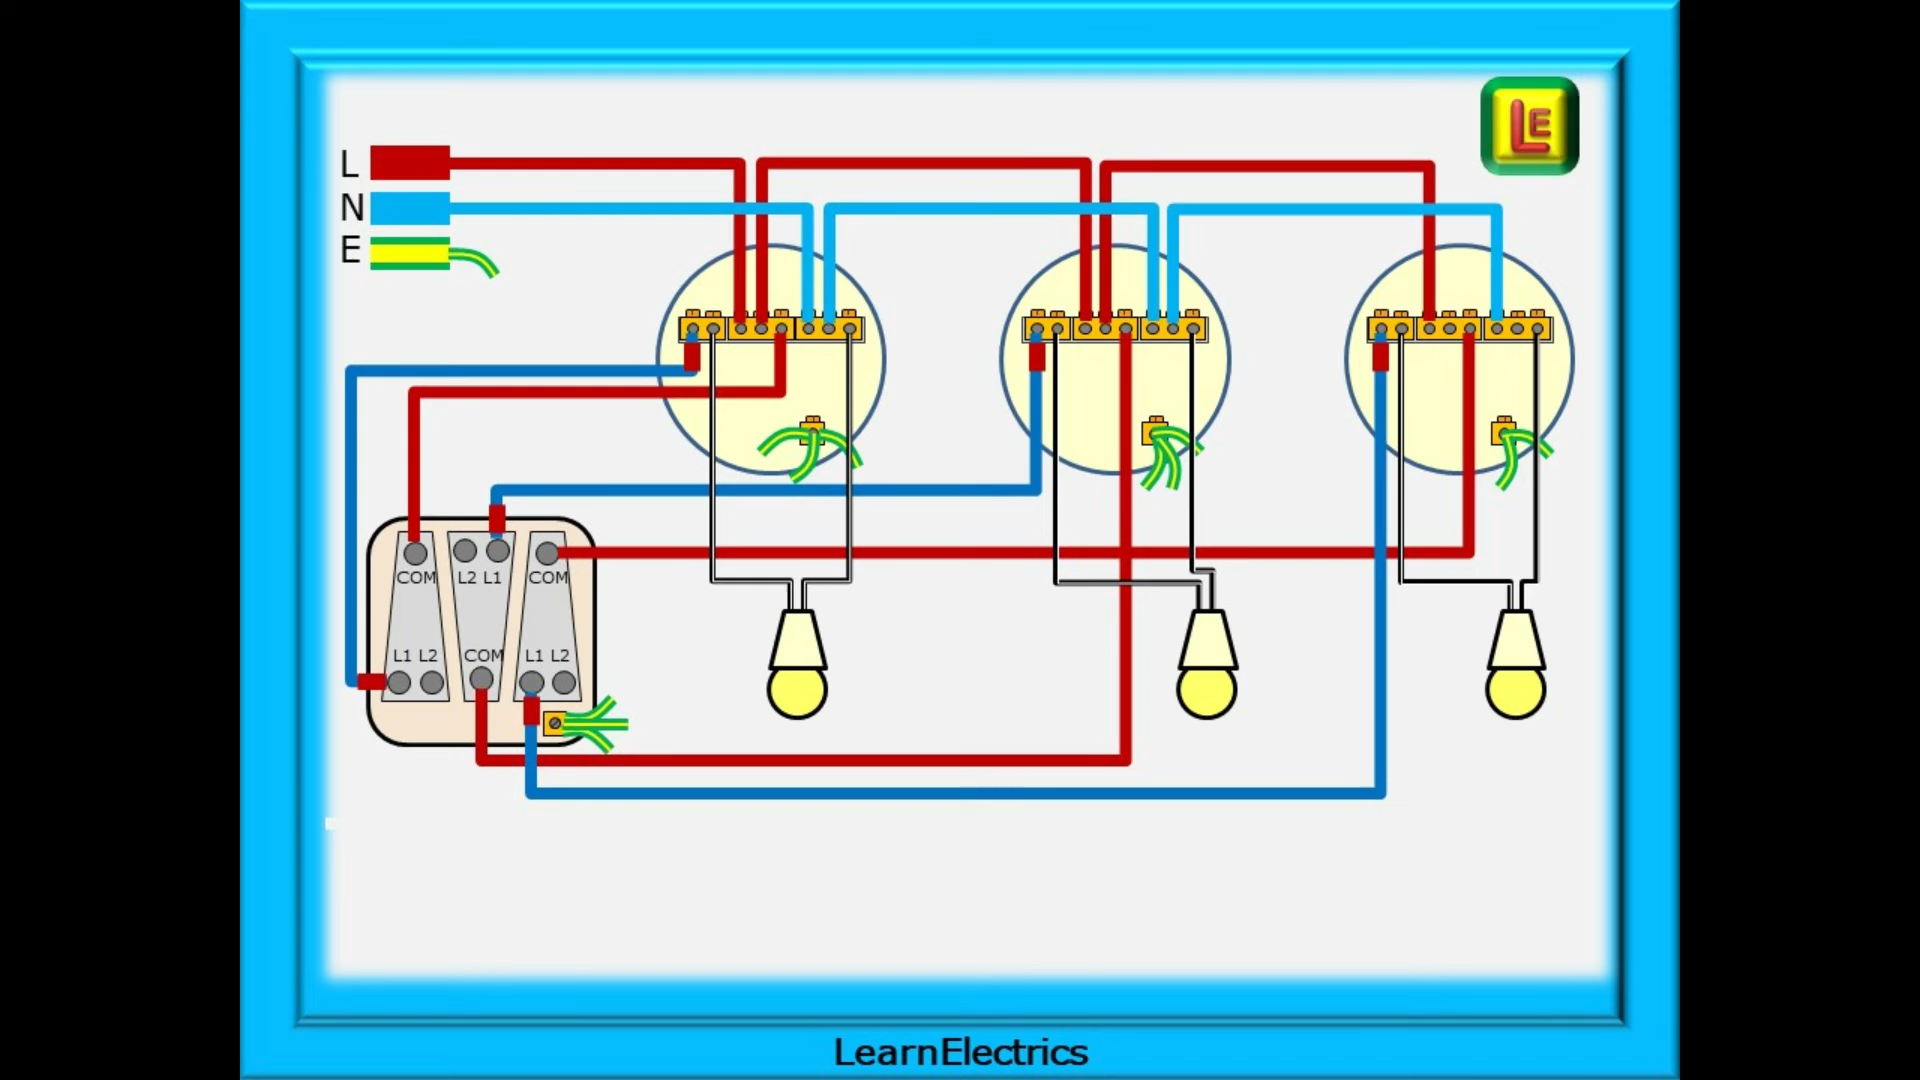 LE
L
N
E
COM L2 L1 COM
L1 L2 COM L1 L2
LearnElectrics